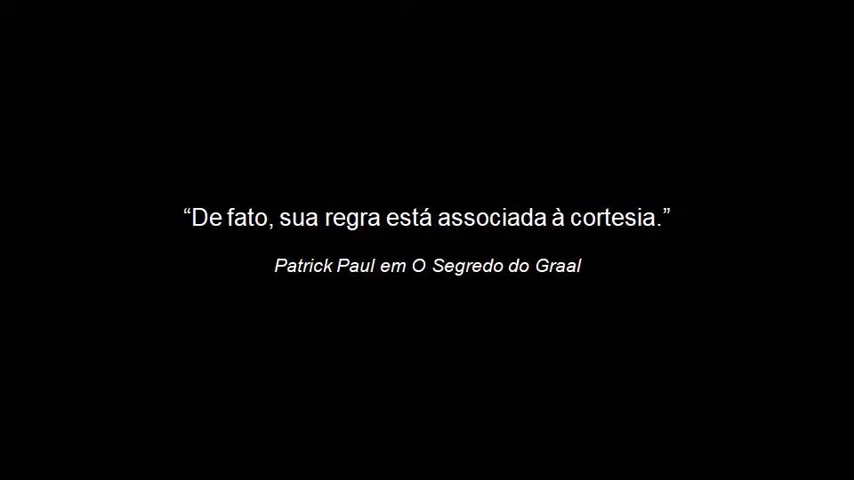 “De fato, sua regra está associada à cortesia.”
Patrick Paul em O Segredo do Graal